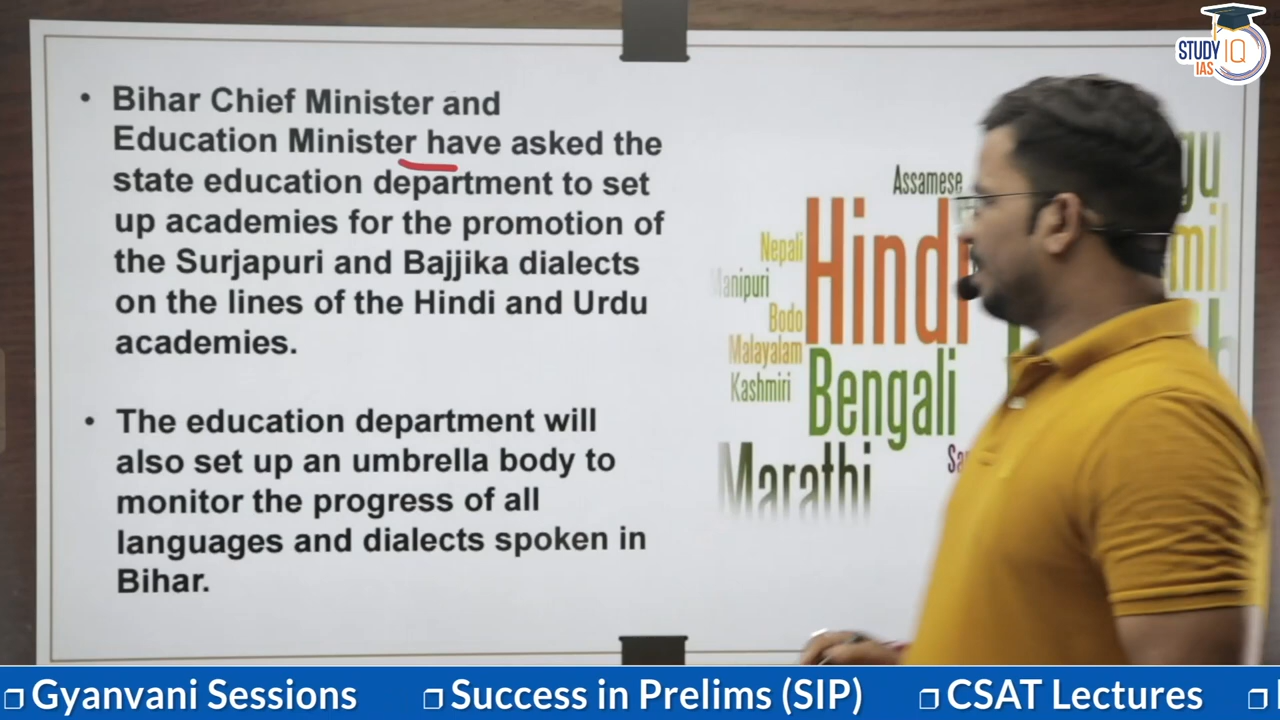 STUDY IQ
IAS
• Bihar Chief Minister and
Education Minister have asked the
state education department to set
up academies for the promotion of
the Surjapuri and Bajjika dialects
on the lines of the Hindi and Urdu
academies.
• The education department will
also set up an umbrella body to
monitor the progress of all
languages and dialects spoken in
Bihar.
Assamese
Hindi
Nepali
Bodo
Malayalam
Kashmiri
Bengali
Marathi
❐ Gyanvani Sessions ❐ Success in Prelims (SIP) ❐ CSAT Lectures ❐